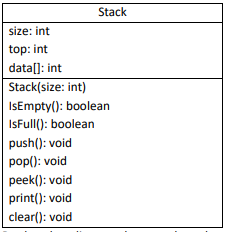 Stack
size: int
top: int
data[]: int
Stack(size: int)
IsEmpty(): boolean
IsFull(): boolean
push(): void
pop(): void
peek(): void
print(): void
clear(): void